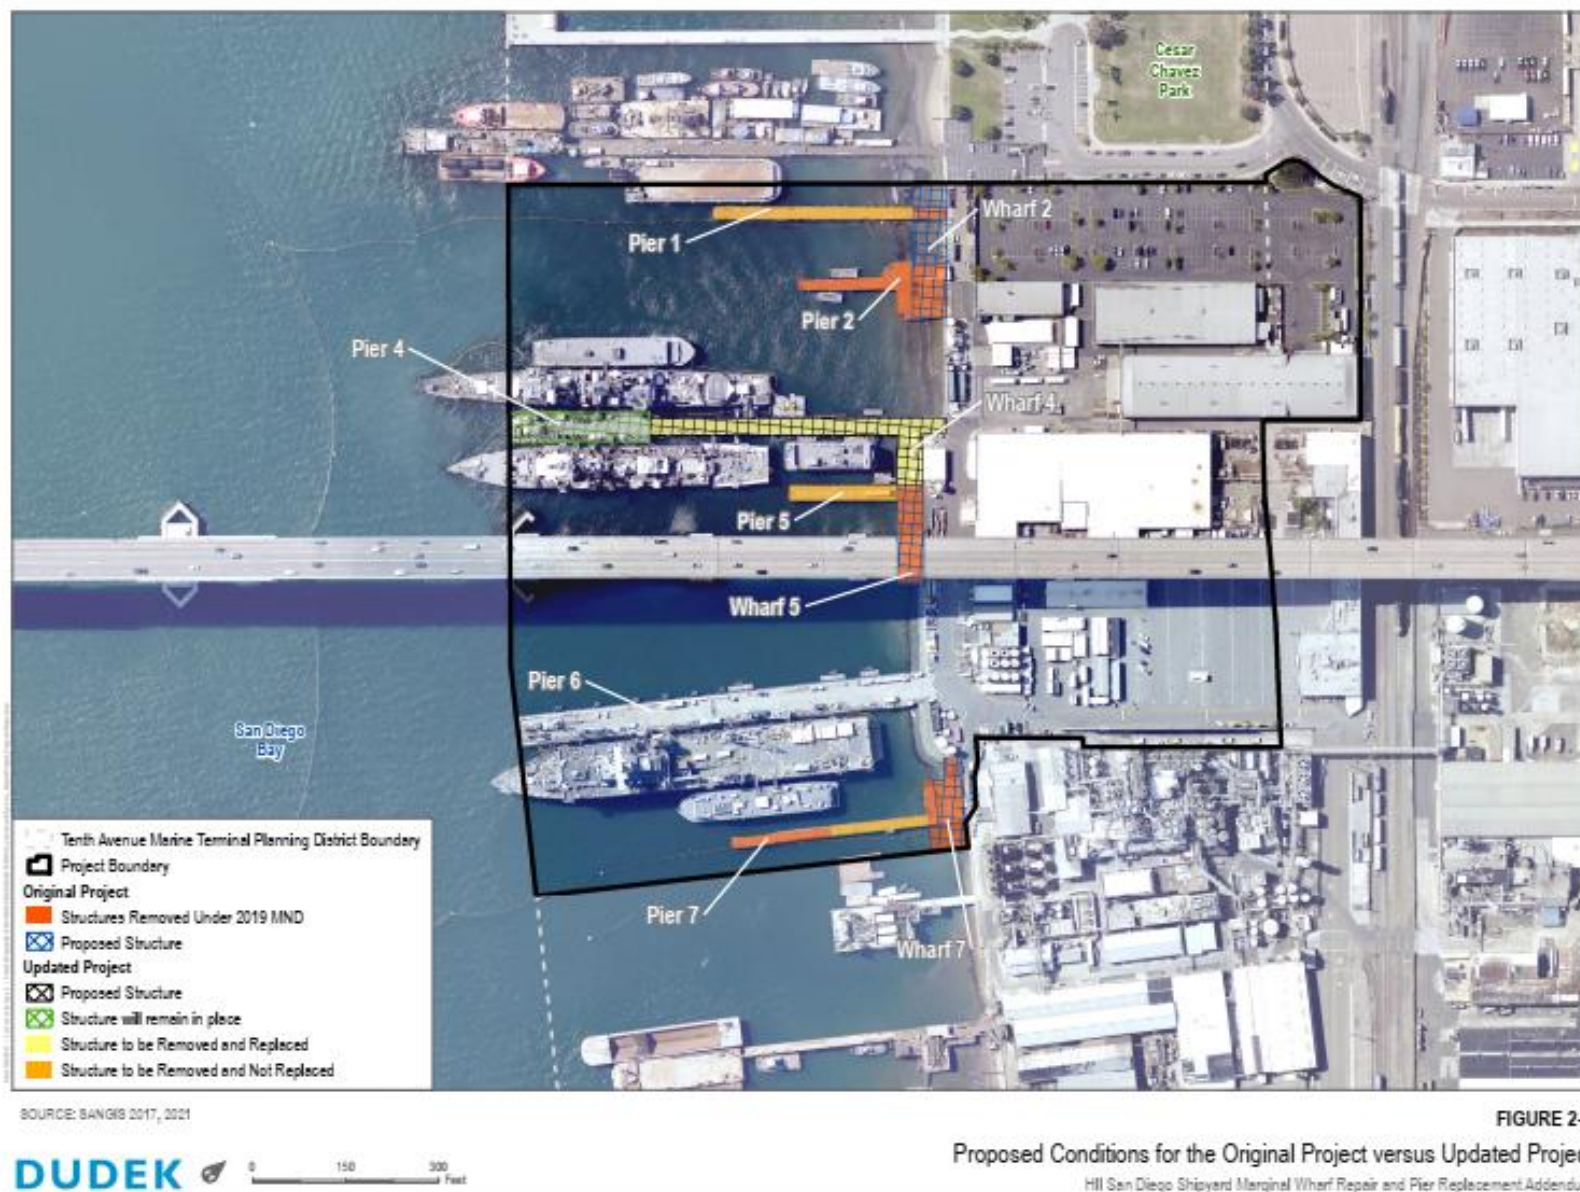 Cesar
Chavez
Park
Wharf 2
Pier 1
Pier 2
Pier 4
Wharf 4
Pier 5
Wharf 5
Pier 6
San Diego
Bay
Pier 7
Wharf 7
Tenth Avenue Marine Terminal Planning District Boundary
Project Boundary
Original Project
Structures Removed Under 2019 MND
Proposed Structure
Updated Project
Proposed Structure
Structure will remain in place
Structure to be Removed and Replaced
Structure to be Removed and Not Replaced
SOURCE: SANGIS 2017, 2021
FIGURE 2-
Proposed Conditions for the Original Project versus Updated Projec
DUDEK
0 150 300
Feet
HII San Diego Shipyard Marginal Wharf Repair and Pier Replacement Addendu